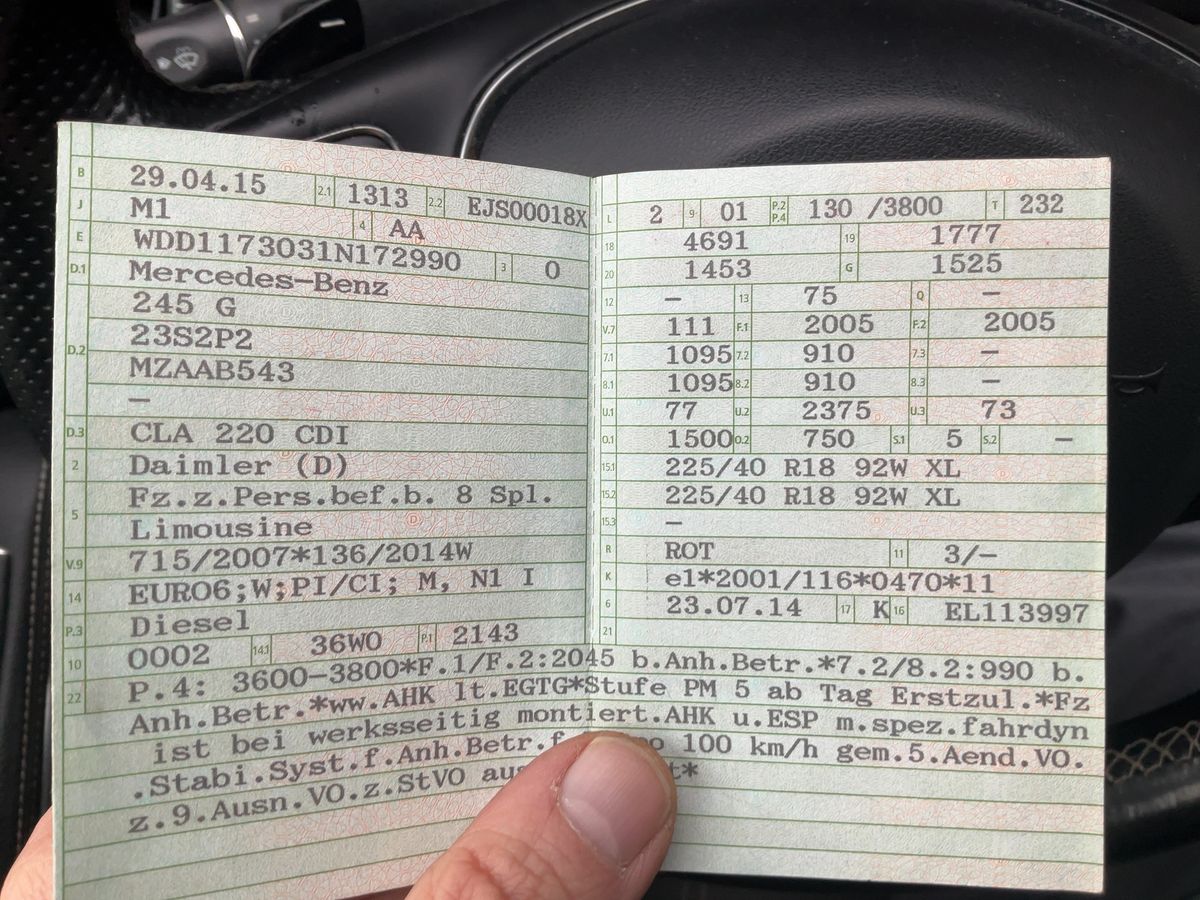 B 29.04.15 2.1 1313 2.2 EJS00018X
J M1 4 AA
E WDD1173031N172990 3 0
D.1 Mercedes-Benz
D.2 245 G
23S2P2
MZAAB543
–
D.3 CLA 220 CDI
2 Daimler (D)
5 Fz.z.Pers.bef.b. 8 Spl.
Limousine
V.9 715/2007*136/2014W
14 EURO6;W;PI/CI; M, N1 I
P.3 Diesel
10 0002 14.1 36W0 P.1 2143
L 2 9 01 P.2 P.4 130 /3800 T 232
18 4691 19 1777
20 1453 G 1525
12 – 13 75 Q –
V.7 111 F.1 2005 F.2 2005
7.1 1095 7.2 910 7.3 –
8.1 1095 8.2 910 8.3 –
U.1 77 U.2 2375 U.3 73
O.1 1500 O.2 750 S.1 5 S.2 –
15.1 225/40 R18 92W XL
15.2 225/40 R18 92W XL
15.3 –
R ROT 11 3/–
K e1*2001/116*0470*11
6 23.07.14 17 K 16 EL113997
21
22 P.4: 3600-3800*F.1/F.2:2045 b.Anh.Betr.*7.2/8.2:990 b.
Anh.Betr.*ww.AHK lt.EGTG*Stufe PM 5 ab Tag Erstzul.*Fz
ist bei werksseitig montiert.AHK u.ESP m.spez.fahrdyn
.Stabi.Syst.f.Anh.Betr.f. 100 km/h gem.5.Aend.VO.
z.9.Ausn.VO.z.StVO